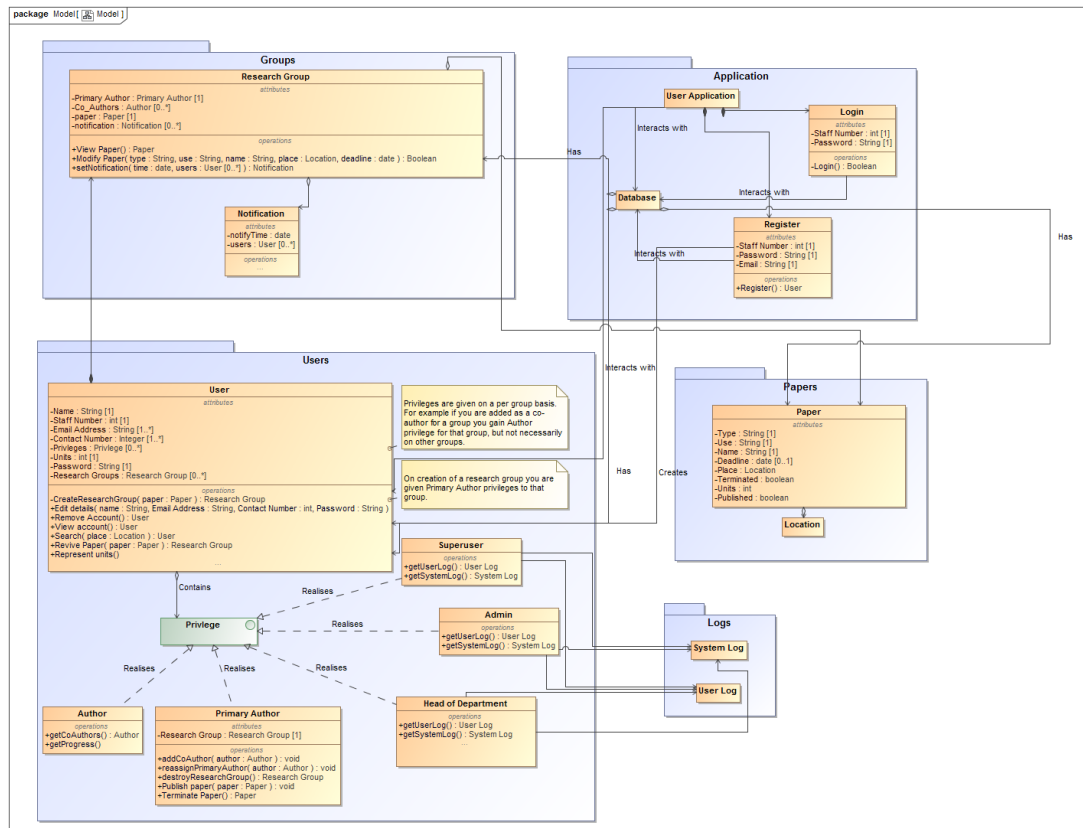 package Model [ Model ]
Groups
Research Group
attributes
-Primary Author : Primary Author [1]
-Co_Authors : Author [0..*]
-paper : Paper [1]
-notification : Notification [0..*]
operations
+View Paper() : Paper
+Modify Paper( type : String, use : String, name : String, place : Location, deadline : date ) : Boolean
+setNotification( time : date, users : User [0..*] ) : Notification
Notification
attributes
-notifyTime : date
-users : User [0..*]
operations
...
Application
User Application
Login
attributes
-Staff Number : int [1]
-Password : String [1]
operations
-Login() : Boolean
Interacts with
Has
Interacts with
Database
Register
attributes
-Staff Number : int [1]
-Password : String [1]
-Email : String [1]
operations
+Register() : User
Interacts with
Has
Users
User
attributes
-Name : String [1]
-Staff Number : int [1]
-Email Address : String [1..*]
-Contact Number : Integer [1..*]
-Privileges : Privilege [0..*]
-Units : int [1]
-Password : String [1]
-Research Groups : Research Group [0..*]
operations
-CreateResearchGroup( paper : Paper ) : Research Group
+Edit details( name : String, Email Address : String, Contact Number : int, Password : String )
+Remove Account() : User
+View account() : User
+Search( place : Location ) : User
+Revive Paper( paper : Paper ) : Research Group
+Represent units()
...
Privileges are given on a per group basis.
For example if you are added as a co-
author for a group you gain Author
privilege for that group, but not necessarily
on other groups.
On creation of a research group you are
given Primary Author privileges to that
group.
Interacts with
Has
Creates
Papers
Paper
attributes
-Type : String [1]
-Use : String [1]
-Name : String [1]
-Deadline : date [0..1]
-Place : Location
-Terminated : boolean
-Units : int
-Published : boolean
Location
Contains
Privlege
Superuser
operations
+getUserLog() : User Log
+getSystemLog() : System Log
Realises
Admin
operations
+getUserLog() : User Log
+getSystemLog() : System Log
Realises
Logs
System Log
User Log
Realises
Realises
Realises
Author
operations
+getCoAuthors() : Author
+getProgress()
Primary Author
attributes
-Research Group : Research Group [1]
operations
+addCoAuthor( author : Author ) : void
+reassignPrimaryAuthor( author : Author ) : void
+destroyResearchGroup() : Research Group
+Publish paper( paper : Paper ) : void
+Terminate Paper() : Paper
Head of Department
operations
+getUserLog() : User Log
+getSystemLog() : System Log
...